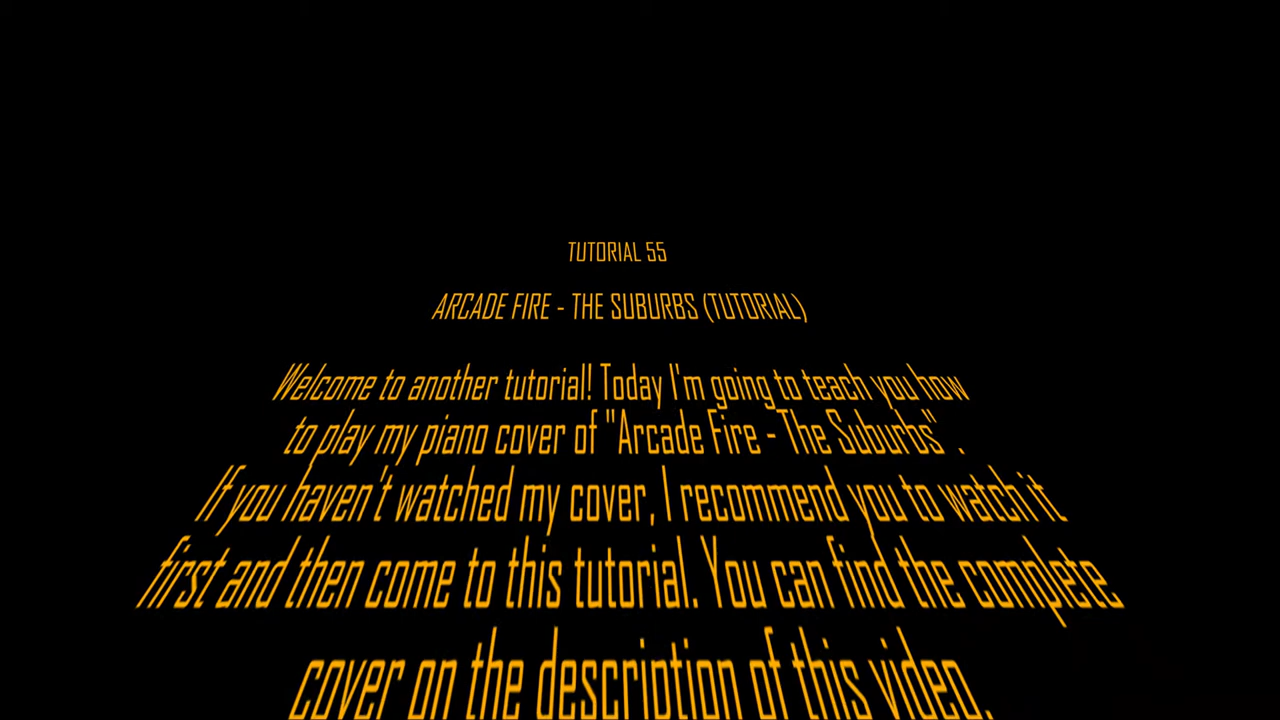 TUTORIAL 55
ARCADE FIRE - THE SUBURBS (TUTORIAL)
Welcome to another tutorial! Today I'm going to teach you how
to play my piano cover of "Arcade Fire - The Suburbs" .
If you haven't watched my cover, I recommend you to watch it
first and then come to this tutorial. You can find the complete
cover on the description of this video.